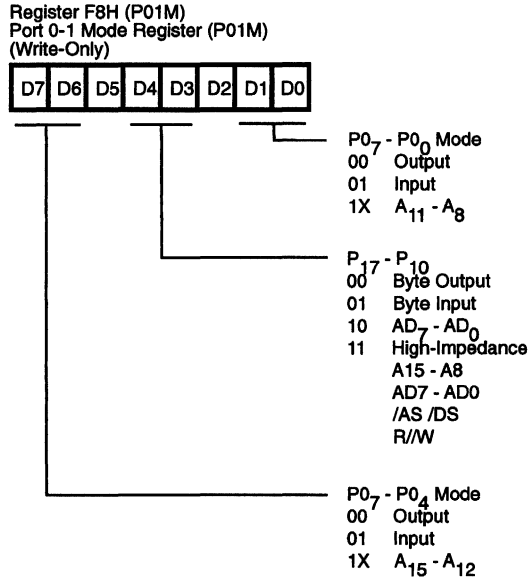 Register F8H (P01M)
Port 0-1 Mode Register (P01M)
(Write-Only)
D7 D6 D5 D4 D3 D2 D1 D0
P0₇ - P0₀ Mode
00 Output
01 Input
1X A₁₁ - A₈
P₁₇ - P₁₀
00 Byte Output
01 Byte Input
10 AD₇ - AD₀
11 High-Impedance
A15 - A8
AD7 - AD0
/AS /DS
R//W
P0₇ - P0₄ Mode
00 Output
01 Input
1X A₁₅ - A₁₂